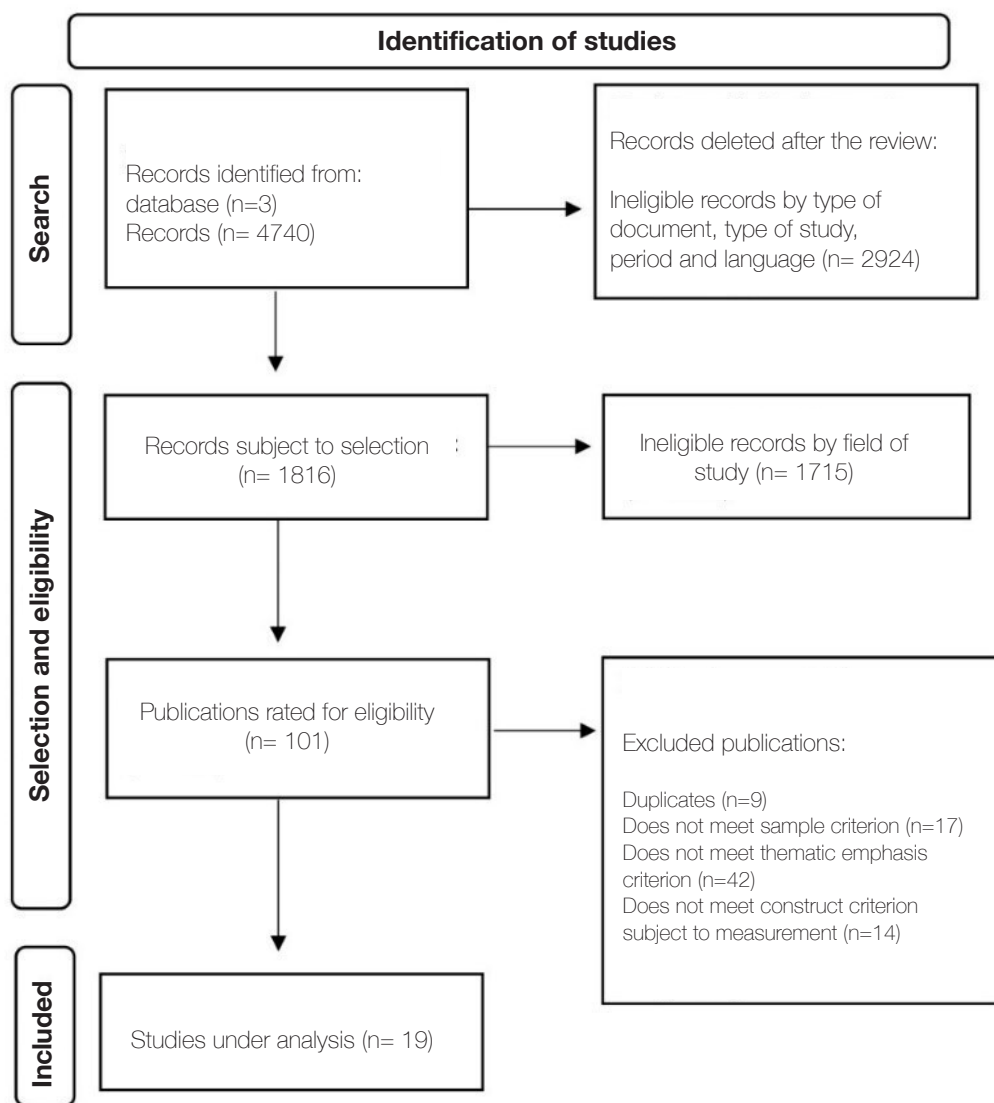 Identification of studies
Search
Records identified from:
database (n=3)
Records (n= 4740)
Records deleted after the review:
Ineligible records by type of
document, type of study,
period and language (n= 2924)
Selection and eligibility
Records subject to selection
(n= 1816)
Ineligible records by field of
study (n= 1715)
Publications rated for eligibility
(n= 101)
Excluded publications:
Duplicates (n=9)
Does not meet sample criterion (n=17)
Does not meet thematic emphasis
criterion (n=42)
Does not meet construct criterion
subject to measurement (n=14)
Included
Studies under analysis (n= 19)